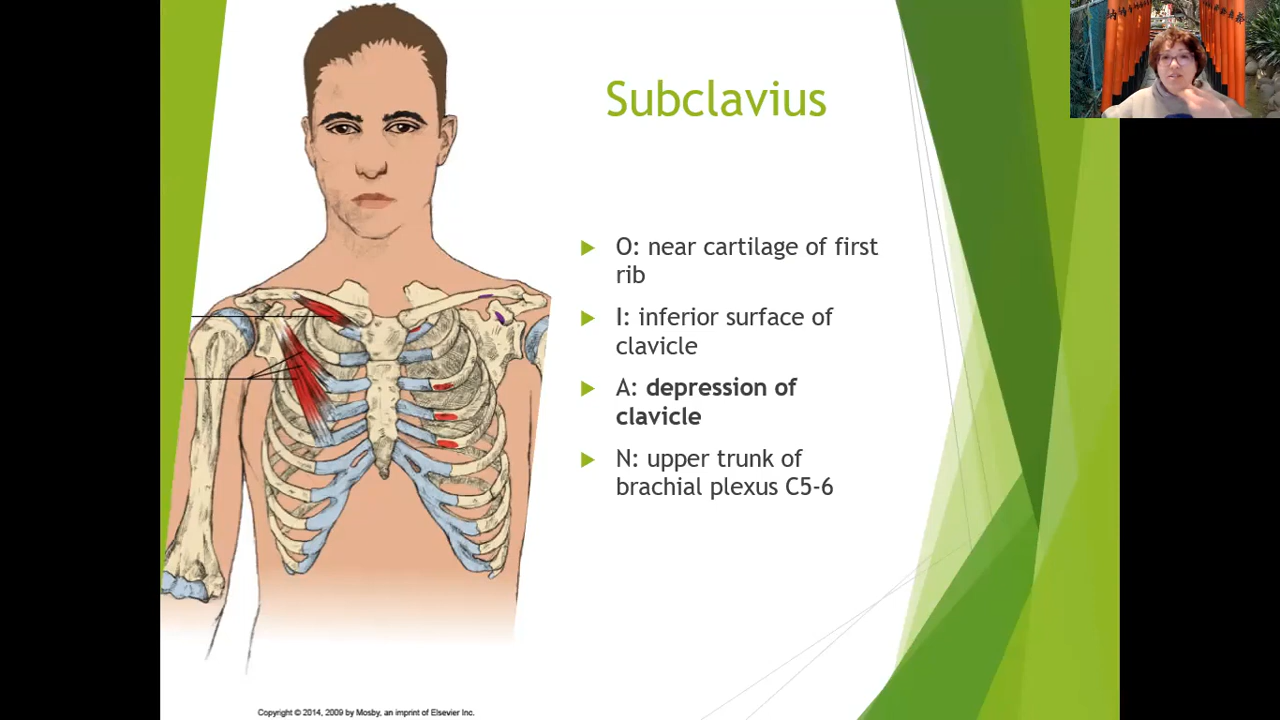 Subclavius
O: near cartilage of first
rib
I: inferior surface of
clavicle
A: depression of
clavicle
N: upper trunk of
brachial plexus C5-6
Copyright © 2014, 2009 by Mosby, an imprint of Elsevier Inc.